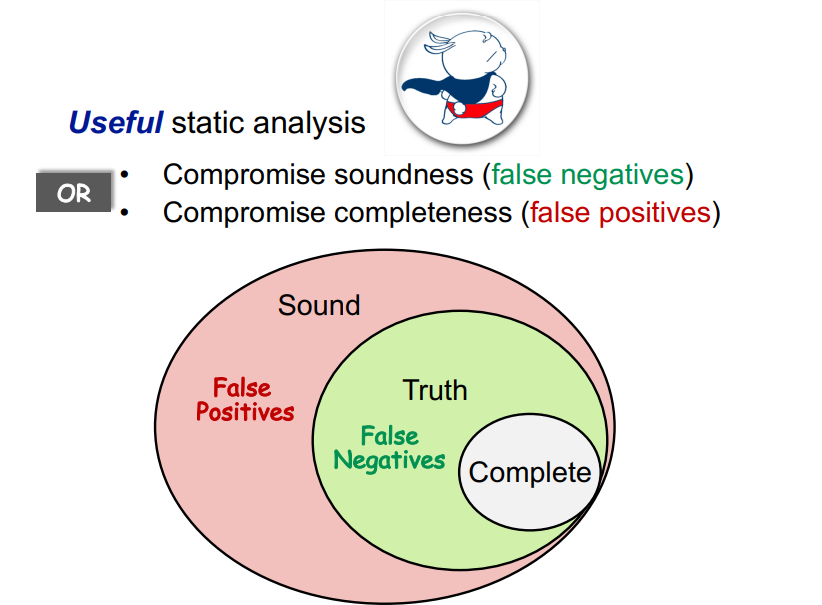 Useful static analysis
OR
• Compromise soundness (false negatives)
• Compromise completeness (false positives)
Sound
False
Positives
Truth
False
Negatives
Complete